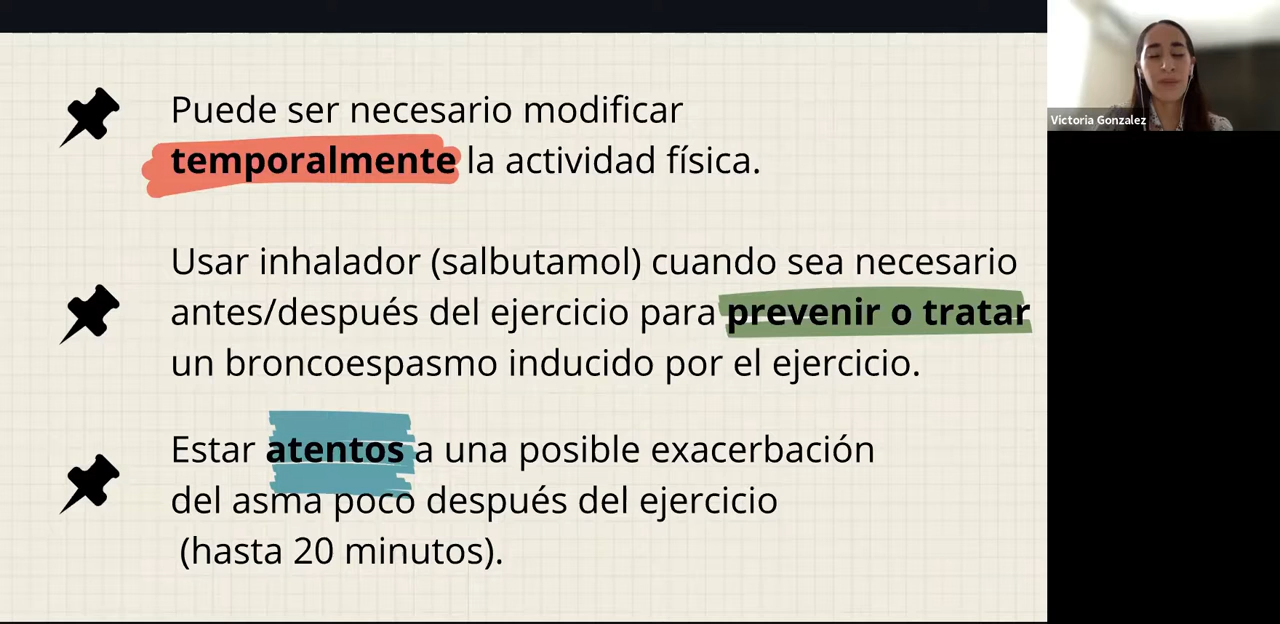 Puede ser necesario modificar
temporalmente la actividad física.
Usar inhalador (salbutamol) cuando sea necesario
antes/después del ejercicio para prevenir o tratar
un broncoespasmo inducido por el ejercicio.
Estar atentos a una posible exacerbación
del asma poco después del ejercicio
(hasta 20 minutos).
Victoria Gonzalez